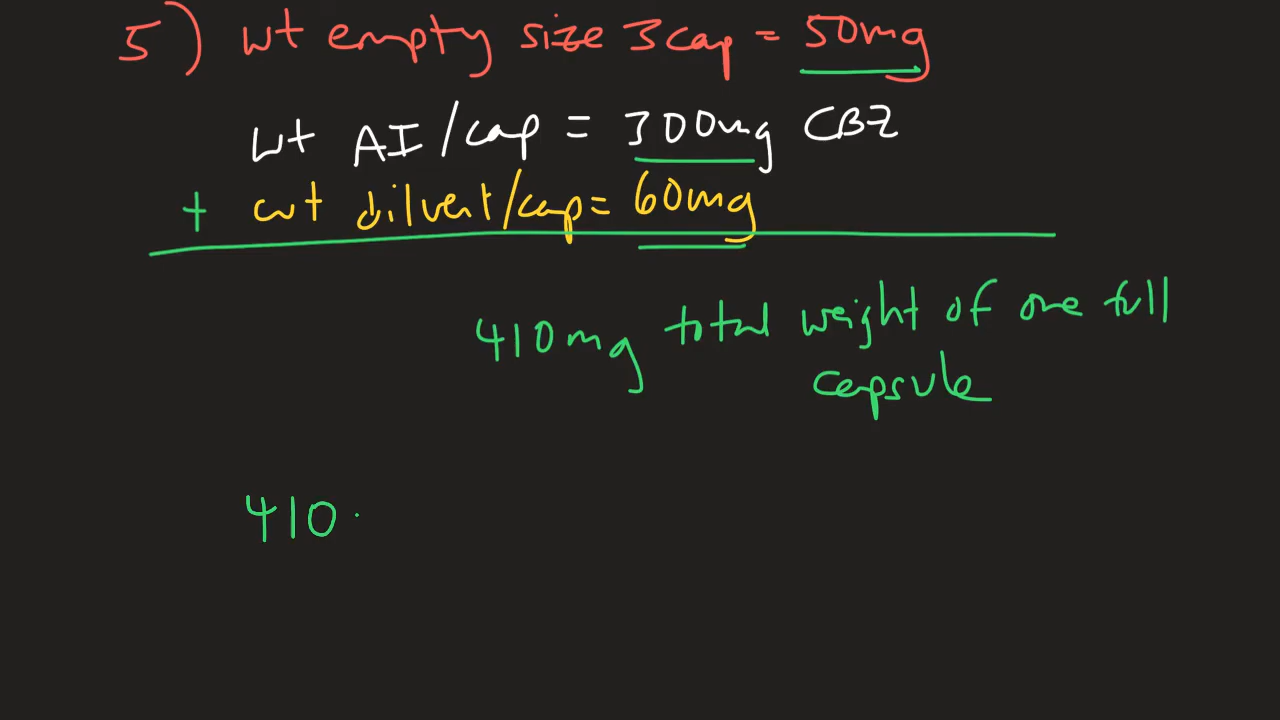 5) wt empty size 3 cap = 50mg
wt AI/cap = 300mg CBZ
+ wt diluent/cap = 60mg
410mg total weight of one full
capsule
410